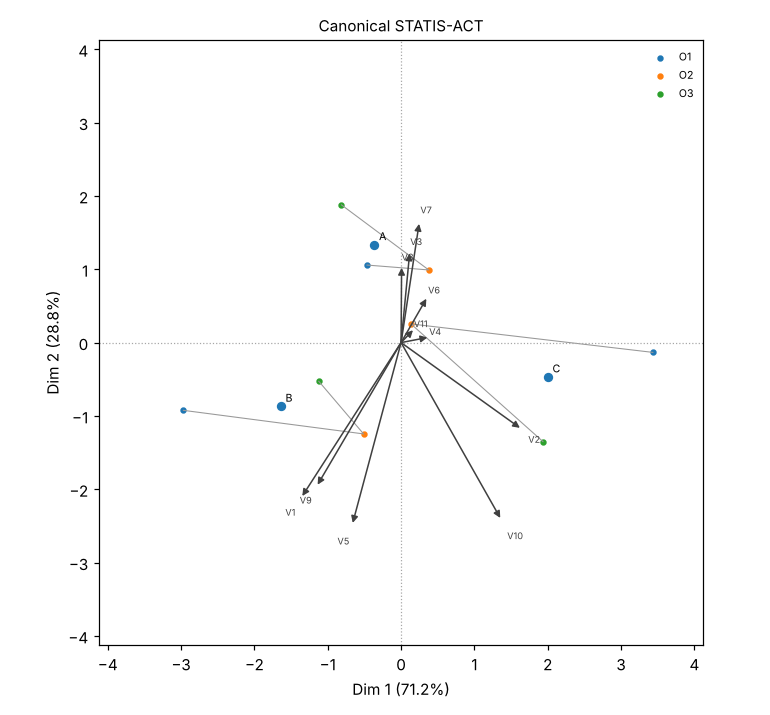 Canonical STATIS-ACT
O1
O2
O3
4
3
2
1
0
−1
−2
−3
−4
Dim 2 (28.8%)
V7
A
V3
V6
V11
V4
C
B
V2
V9
V1
V10
V5
−4
−3
−2
−1
0
1
2
3
4
Dim 1 (71.2%)